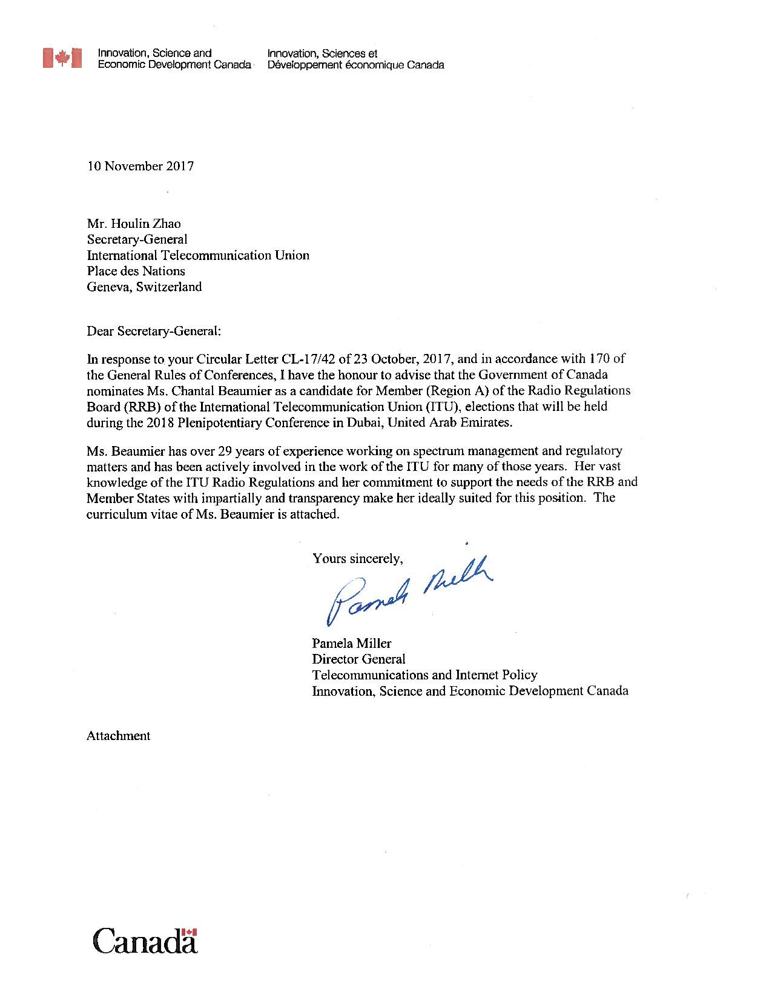 Innovation, Science and
Economic Development Canada
Innovation, Sciences et
Développement économique Canada
10 November 2017
Mr. Houlin Zhao
Secretary-General
International Telecommunication Union
Place des Nations
Geneva, Switzerland
Dear Secretary-General:
In response to your Circular Letter CL-17/42 of 23 October, 2017, and in accordance with 170 of
the General Rules of Conferences, I have the honour to advise that the Government of Canada
nominates Ms. Chantal Beaumier as a candidate for Member (Region A) of the Radio Regulations
Board (RRB) of the International Telecommunication Union (ITU), elections that will be held
during the 2018 Plenipotentiary Conference in Dubai, United Arab Emirates.
Ms. Beaumier has over 29 years of experience working on spectrum management and regulatory
matters and has been actively involved in the work of the ITU for many of those years.  Her vast
knowledge of the ITU Radio Regulations and her commitment to support the needs of the RRB and
Member States with impartially and transparency make her ideally suited for this position.  The
curriculum vitae of Ms. Beaumier is attached.
Yours sincerely,
Pamela Miller
Pamela Miller
Director General
Telecommunications and Internet Policy
Innovation, Science and Economic Development Canada
Attachment
Canada